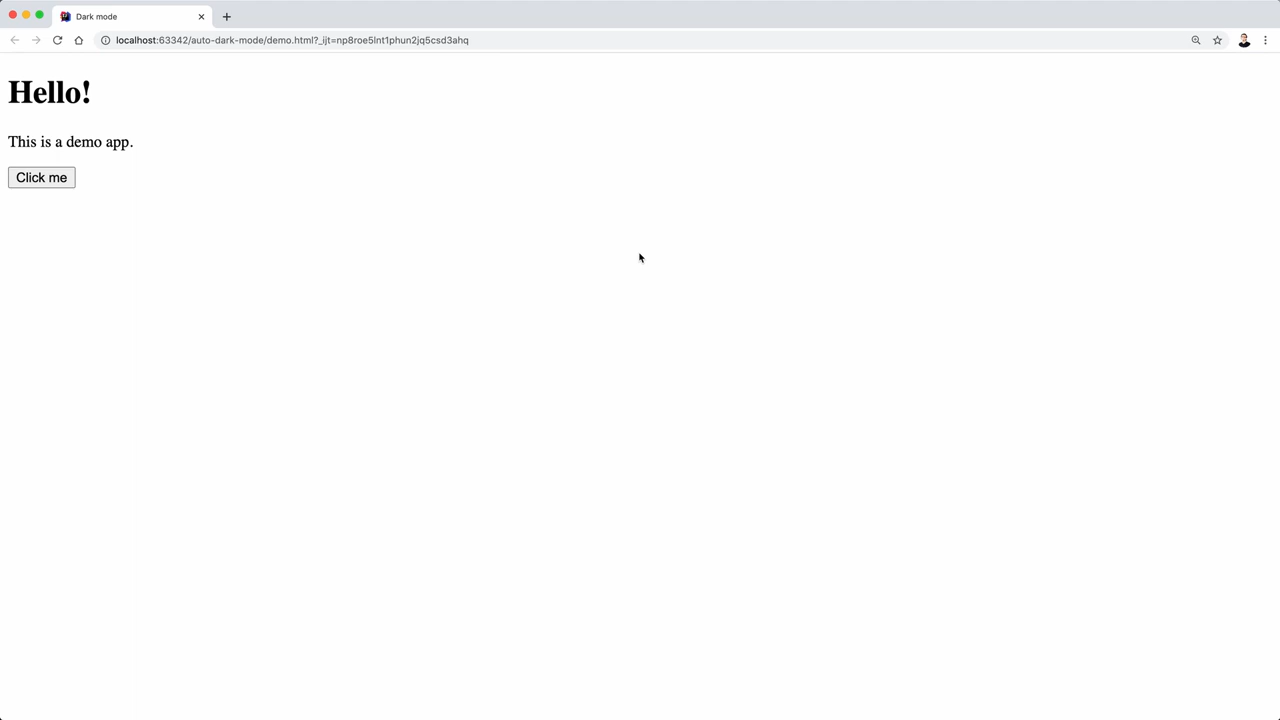 Dark mode
localhost:63342/auto-dark-mode/demo.html?_ijt=np8roe5lnt1phun2jq5csd3ahq
Hello!
This is a demo app.
Click me